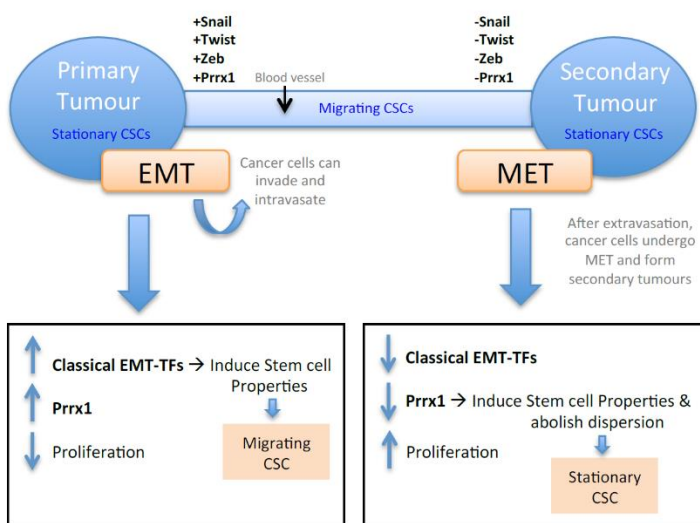 +Snail
+Twist
+Zeb
+Prrx1
-Snail
-Twist
-Zeb
-Prrx1
Primary
Tumour
Stationary CSCs
Blood vessel
Migrating CSCs
Secondary
Tumour
Stationary CSCs
EMT
Cancer cells can
invade and
intravasate
MET
After extravasation,
cancer cells undergo
MET and form
secondary tumours
Classical EMT-TFs → Induce Stem cell
Properties
Prrx1
Proliferation
Migrating
CSC
Classical EMT-TFs
Prrx1 → Induce Stem cell Properties &
abolish dispersion
Proliferation
Stationary
CSC